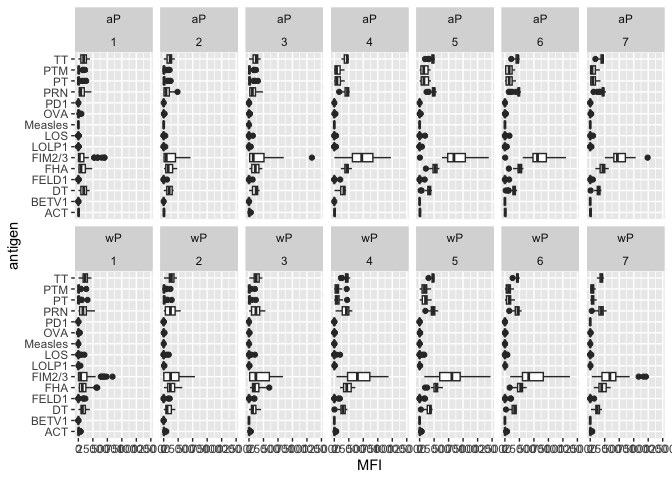 aP aP aP aP aP aP aP
1 2 3 4 5 6 7
TT
PTM
PT
PRN
PD1
OVA
Measles
LOS
LOLP1
FIM2/3
FHA
FELD1
DT
BETV1
ACT
antigen
wP wP wP wP wP wP wP
1 2 3 4 5 6 7
TT
PTM
PT
PRN
PD1
OVA
Measles
LOS
LOLP1
FIM2/3
FHA
FELD1
DT
BETV1
ACT
MFI